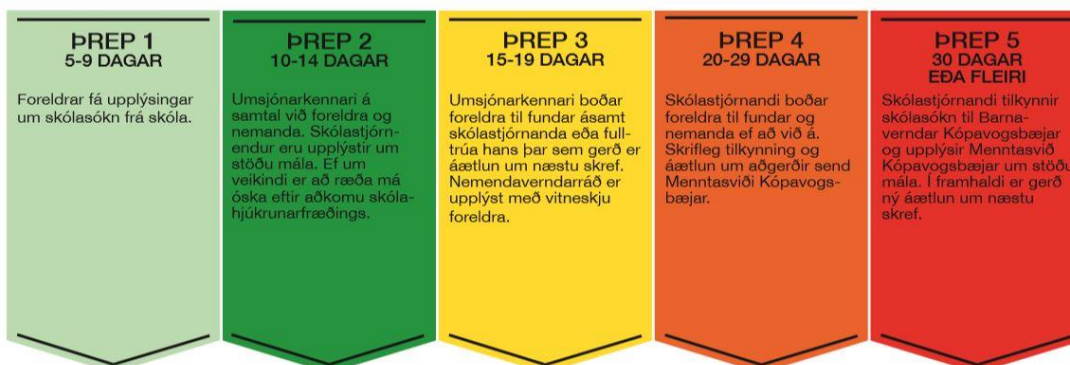 ÞREP 1
5-9 DAGAR
Foreldrar fá upplýsingar
um skólasókn frá skóla.
ÞREP 2
10-14 DAGAR
Umsjónarkennari á
samtal við foreldra og
nemanda. Skólastjórn-
endur eru upplýstir um
stöðu mála. Ef um
veikindi er að ræða má
óska eftir aðkomu skóla-
hjúkrunarfræðings.
ÞREP 3
15-19 DAGAR
Umsjónarkennari boðar
foreldra til fundar ásamt
skólastjórnanda eða full-
trúa hans þar sem gerð er
áætlun um næstu skref.
Nemendaverndarráð er
upplýst með vitneskju
foreldra.
ÞREP 4
20-29 DAGAR
Skólastjórnandi boðar
foreldra til fundar og
nemanda ef að við á.
Skrifleg tilkynning og
áætlun um aðgerðir send
Menntasviði Kópavogs-
bæjar.
ÞREP 5
30 DAGAR
EÐA FLEIRI
Skólastjórnandi tilkynnir
skólasókn til Barna-
verndar Kópavogsbæjar
og upplýsir Menntasvið
Kópavogsbæjar um stöðu
mála. Í framhaldi er gerð
ný áætlun um næstu
skref.